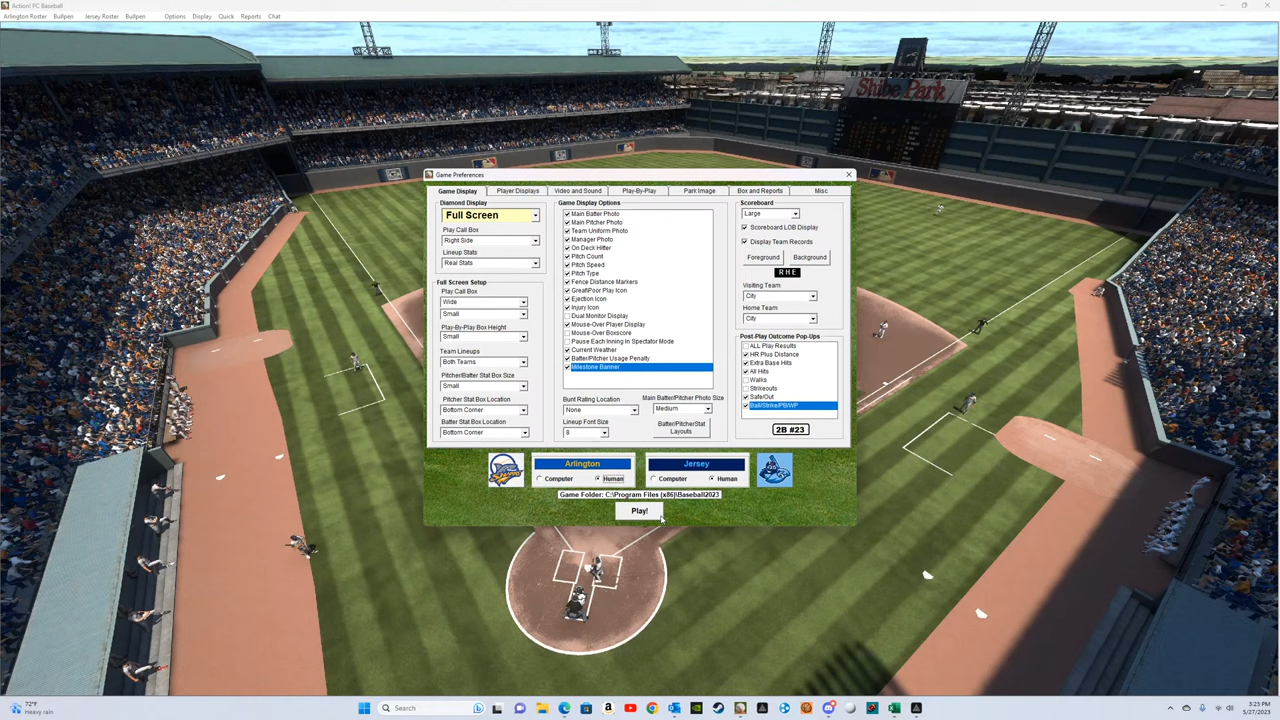 Action! PC Baseball
Arlington Roster Bullpen Jersey Roster Bullpen Options Display Quick Reports Chat
Shibe Park
Game Preferences
Game Display Player Displays Video and Sound Play-By-Play Park Image Box and Reports Misc
Diamond Display
Full Screen
Play Call Box
Right Side
Lineup Stats
Real Stats
Full Screen Setup
Play Call Box
Wide
Small
Play-By-Play Box Height
Small
Team Lineups
Both Teams
Pitcher/Batter Stat Box Size
Small
Pitcher Stat Box Location
Bottom Corner
Batter Stat Box Location
Bottom Corner
Game Display Options
Main Batter Photo
Main Pitcher Photo
Team Uniform Photo
Manager Photo
On Deck Hitter
Pitch Count
Pitch Speed
Pitch Type
Fence Distance Markers
Great/Poor Play Icon
Ejection Icon
Injury Icon
Dual Monitor Display
Mouse-Over Player Display
Mouse-Over Boxscore
Pause Each Inning In Spectator Mode
Current Weather
Batter/Pitcher Usage Penalty
Milestone Banner
Bunt Rating Location
None
Main Batter/Pitcher Photo Size
Medium
Lineup Font Size
8
Batter/PitcherStat
Layouts
Scoreboard
Large
Scoreboard LOB Display
Display Team Records
Foreground Background
R H E
Visiting Team
City
Home Team
City
Post-Play Outcome Pop-Ups
ALL Play Results
HR Plus Distance
Extra Base Hits
All Hits
Walks
Strikeouts
Safe/Out
Ball/Strike/PB/WP
2B #23
Arlington
Computer Human
Jersey
Computer Human
Game Folder: C:\Program Files (x86)\Baseball2023
Play!
72°F
Heavy rain
Search
3:23 PM
5/27/2023